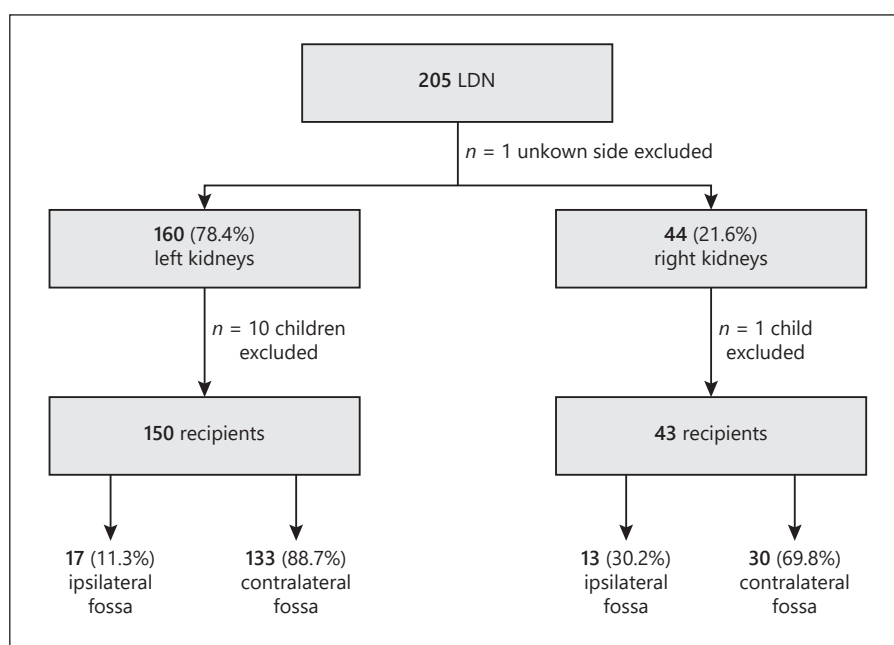 205 LDN
n = 1 unkown side excluded
160 (78.4%)
left kidneys
44 (21.6%)
right kidneys
n = 10 children
excluded
n = 1 child
excluded
150 recipients
43 recipients
17 (11.3%)
ipsilateral
fossa
133 (88.7%)
contralateral
fossa
13 (30.2%)
ipsilateral
fossa
30 (69.8%)
contralateral
fossa